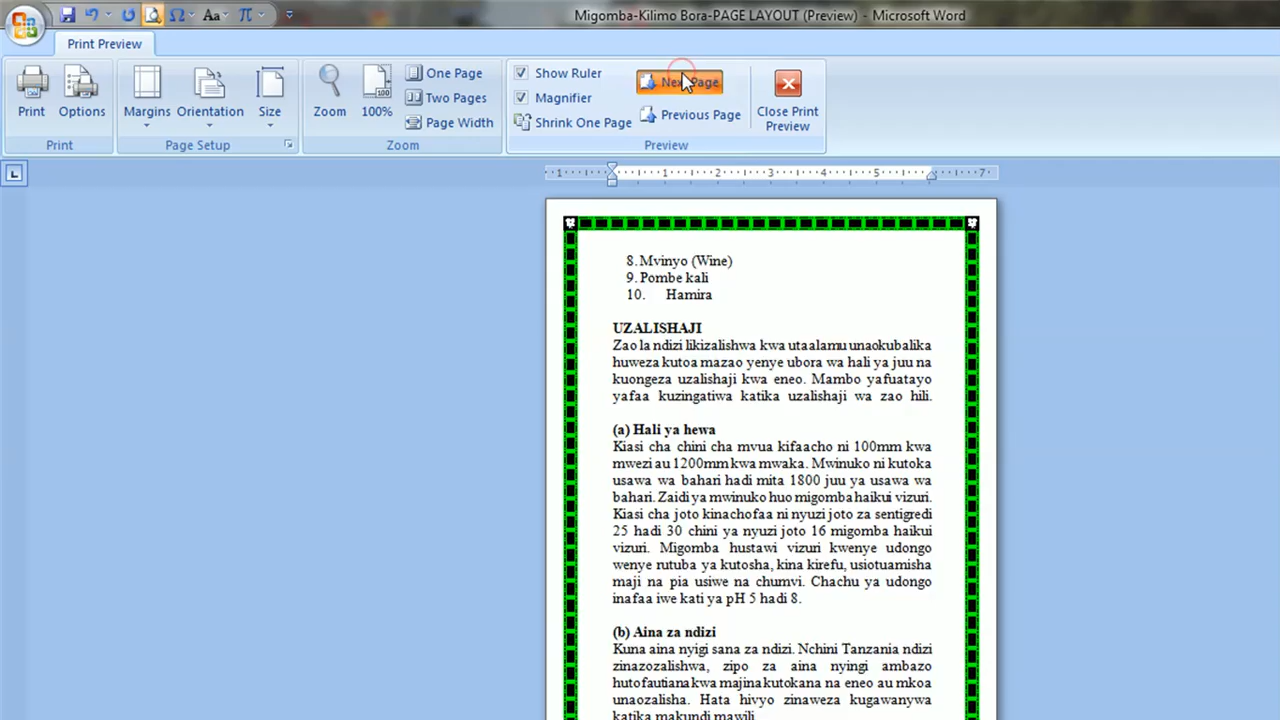 Migomba-Kilimo Bora-PAGE LAYOUT (Preview) - Microsoft Word
Print Preview
Print
Options
Margins
Orientation
Size
Zoom
100%
One Page
Two Pages
Page Width
Show Ruler
Magnifier
Shrink One Page
Next Page
Previous Page
Close Print
Preview
Print
Page Setup
Zoom
Preview
1 1 2 3 4 5 7
8. Mvinyo (Wine)
9. Pombe kali
10. Hamira
UZALISHAJI
Zao la ndizi likizalishwa kwa utaalamu unaokubalika
huweza kutoa mazao yenye ubora wa hali ya juu na
kuongeza uzalishaji kwa eneo. Mambo yafuatayo
yafaa kuzingatiwa katika uzalishaji wa zao hili.
(a) Hali ya hewa
Kiasi cha chini cha mvua kifaacho ni 100mm kwa
mwezi au 1200mm kwa mwaka. Mwinuko ni kutoka
usawa wa bahari hadi mita 1800 juu ya usawa wa
bahari. Zaidi ya mwinuko huo migomba haikui vizuri.
Kiasi cha joto kinachofaa ni nyuzi joto za sentigredi
25 hadi 30 chini ya nyuzi joto 16 migomba haikui
vizuri. Migomba hustawi vizuri kwenye udongo
wenye rutuba ya kutosha, kina kirefu, usiotuamisha
maji na pia usiwe na chumvi. Chachu ya udongo
inafaa iwe kati ya pH 5 hadi 8.
(b) Aina za ndizi
Kuna aina nyigi sana za ndizi. Nchini Tanzania ndizi
zinazozalishwa, zipo za aina nyingi ambazo
hutofautiana kwa majina kutokana na eneo au mkoa
unaozalisha. Hata hivyo zinaweza kugawanywa
katika makundi mawili